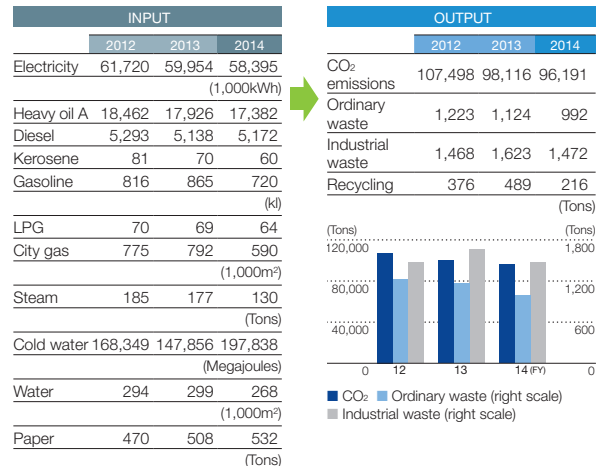 INPUT
2012 2013 2014
Electricity 61,720 59,954 58,395
(1,000kWh)
Heavy oil A 18,462 17,926 17,382
Diesel 5,293 5,138 5,172
Kerosene 81 70 60
Gasoline 816 865 720
(kl)
LPG 70 69 64
City gas 775 792 590
(1,000m²)
Steam 185 177 130
(Tons)
Cold water 168,349 147,856 197,838
(Megajoules)
Water 294 299 268
(1,000m²)
Paper 470 508 532
(Tons)
OUTPUT
2012 2013 2014
CO₂
emissions 107,498 98,116 96,191
Ordinary
waste 1,223 1,124 992
Industrial
waste 1,468 1,623 1,472
Recycling 376 489 216
(Tons)
(Tons) (Tons)
120,000 1,800
80,000 1,200
40,000 600
0 12 13 14 (FY) 0
CO₂ Ordinary waste (right scale)
Industrial waste (right scale)